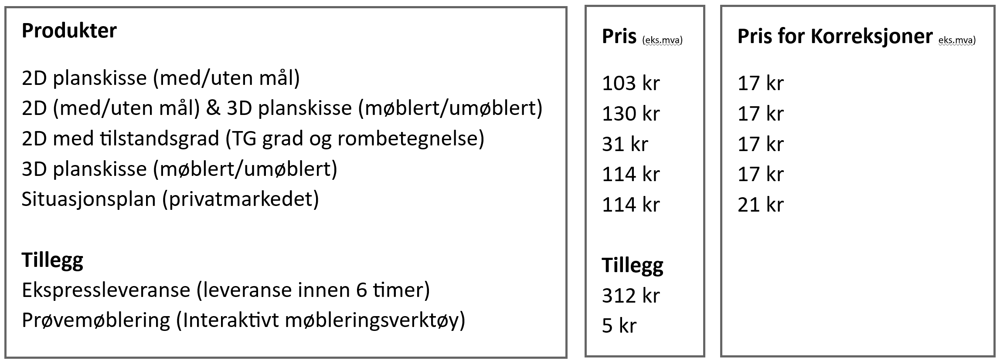 Produkter
2D planskisse (med/uten mål)
2D (med/uten mål) & 3D planskisse (møblert/umøblert)
2D med tilstandsgrad (TG grad og rombetegnelse)
3D planskisse (møblert/umøblert)
Situasjonsplan (privatmarkedet)
Tillegg
Ekspressleveranse (leveranse innen 6 timer)
Prøvemøblering (Interaktivt møbleringsverktøy)
Pris (eks.mva)
103 kr
130 kr
31 kr
114 kr
114 kr
Tillegg
312 kr
5 kr
Pris for Korreksjoner eks.mva)
17 kr
17 kr
17 kr
17 kr
21 kr